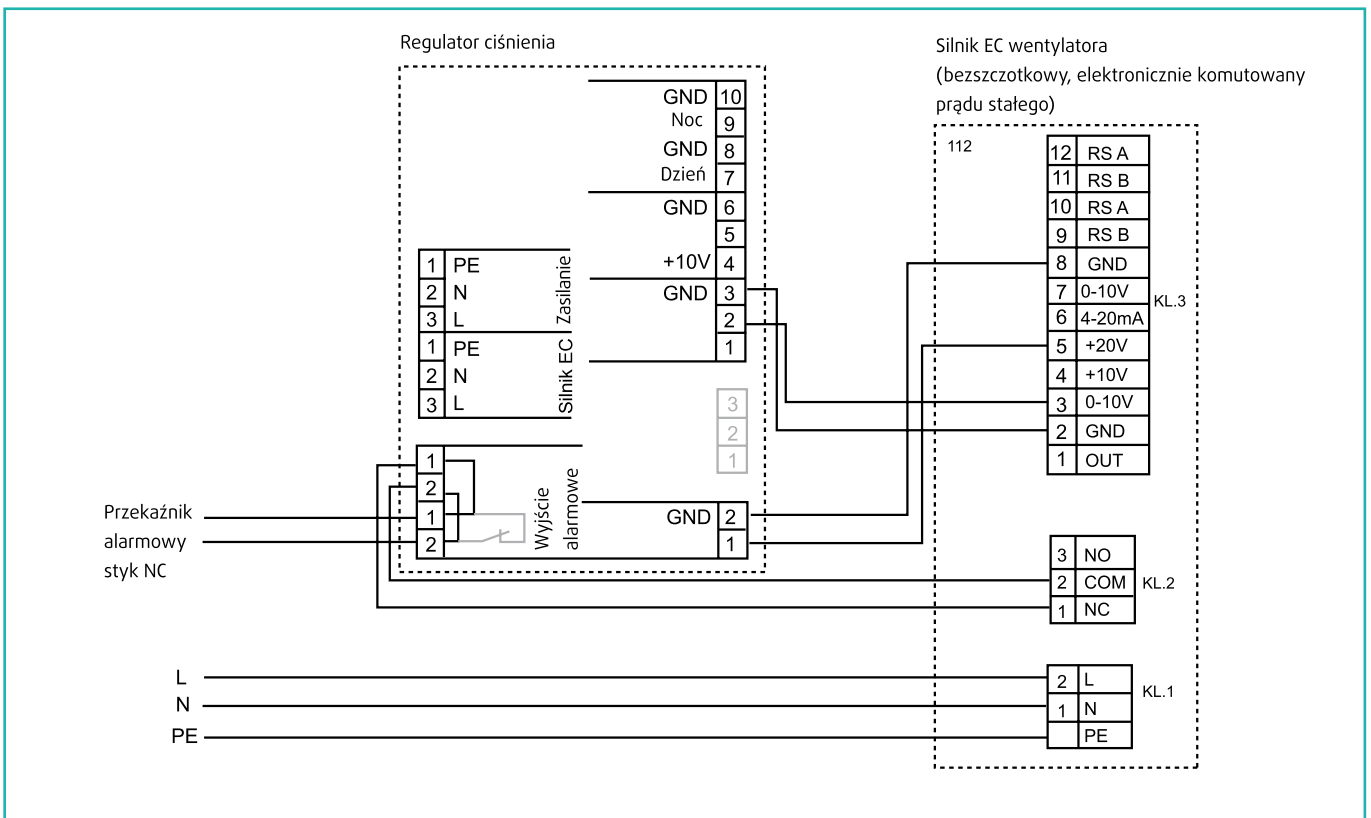 Regulator ciśnienia
GND 10
Noc 9
GND 8
Dzień 7
GND 6
5
+10V 4
GND 3
2
1
1 PE
2 N
3 L
Zasilanie
1 PE
2 N
3 L
Silnik EC
3
2
1
1
2
1
2
Wyjście
alarmowe
GND 2
1
Przekaźnik
alarmowy
styk NC
L
N
PE
Silnik EC wentylatora
(bezszczotkowy, elektronicznie komutowany
prądu stałego)
112
12 RS A
11 RS B
10 RS A
9 RS B
8 GND
7 0-10V
6 4-20mA
5 +20V
4 +10V
3 0-10V
2 GND
1 OUT
KL.3
3 NO
2 COM
1 NC
KL.2
2 L
1 N
PE
KL.1